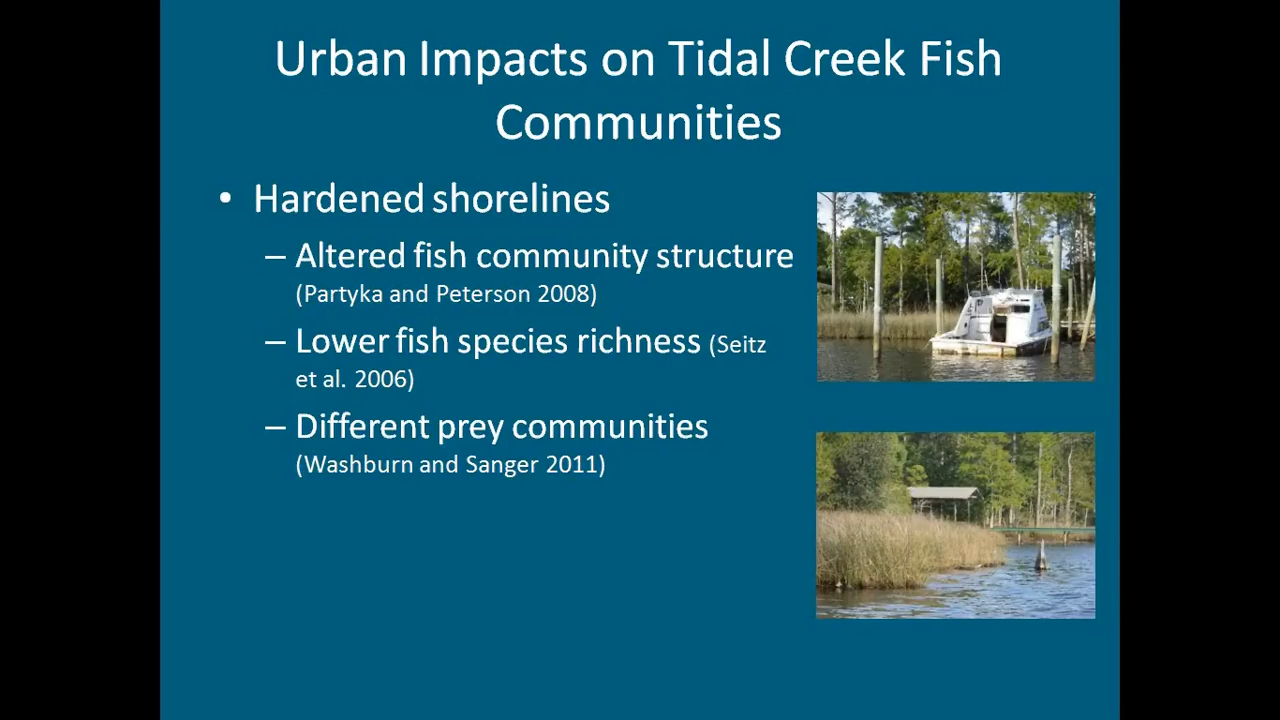 Urban Impacts on Tidal Creek Fish
Communities
• Hardened shorelines
– Altered fish community structure
(Partyka and Peterson 2008)
– Lower fish species richness (Seitz
et al. 2006)
– Different prey communities
(Washburn and Sanger 2011)